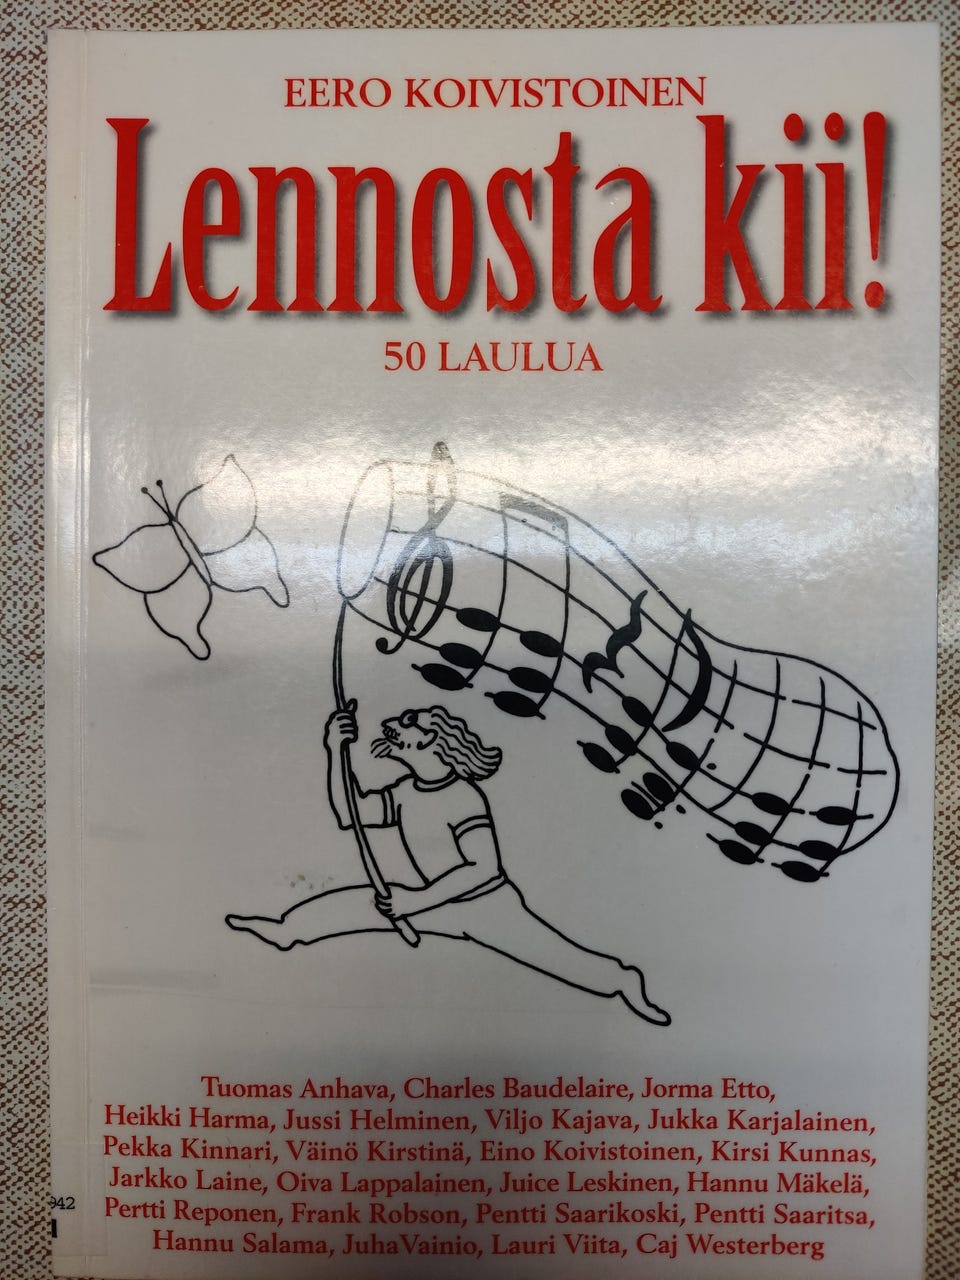 EERO KOIVISTOINEN
Lennosta kii!
50 LAULUA
Tuomas Anhava, Charles Baudelaire, Jorma Etto,
Heikki Harma, Jussi Helminen, Viljo Kajava, Jukka Karjalainen,
Pekka Kinnari, Väinö Kirstinä, Eino Koivistoinen, Kirsi Kunnas,
Jarkko Laine, Oiva Lappalainen, Juice Leskinen, Hannu Mäkelä,
Pertti Reponen, Frank Robson, Pentti Saarikoski, Pentti Saaritsa,
Hannu Salama, JuhaVainio, Lauri Viita, Caj Westerberg
942